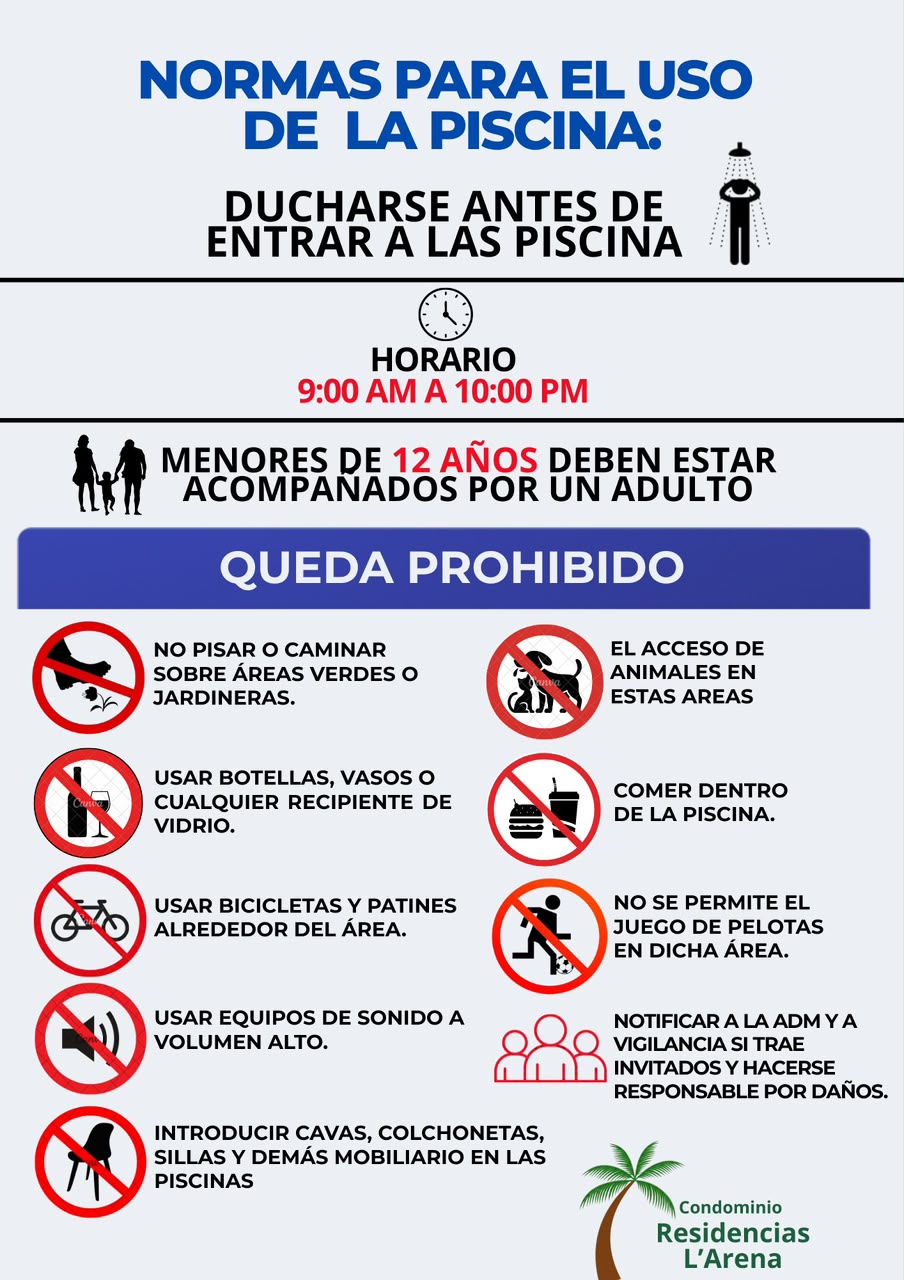 NORMAS PARA EL USO
DE LA PISCINA:
DUCHARSE ANTES DE
ENTRAR A LAS PISCINA
HORARIO
9:00 AM A 10:00 PM
MENORES DE 12 AÑOS DEBEN ESTAR
ACOMPAÑADOS POR UN ADULTO
QUEDA PROHIBIDO
NO PISAR O CAMINAR
SOBRE ÁREAS VERDES O
JARDINERAS.
EL ACCESO DE
ANIMALES EN
ESTAS AREAS
Canva
USAR BOTELLAS, VASOS O
CUALQUIER RECIPIENTE DE
VIDRIO.
Canva
COMER DENTRO
DE LA PISCINA.
USAR BICICLETAS Y PATINES
ALREDEDOR DEL ÁREA.
NO SE PERMITE EL
JUEGO DE PELOTAS
EN DICHA ÁREA.
USAR EQUIPOS DE SONIDO A
VOLUMEN ALTO.
NOTIFICAR A LA ADM Y A
VIGILANCIA SI TRAE
INVITADOS Y HACERSE
RESPONSABLE POR DAÑOS.
INTRODUCIR CAVAS, COLCHONETAS,
SILLAS Y DEMÁS MOBILIARIO EN LAS
PISCINAS
Condominio
Residencias
L'Arena